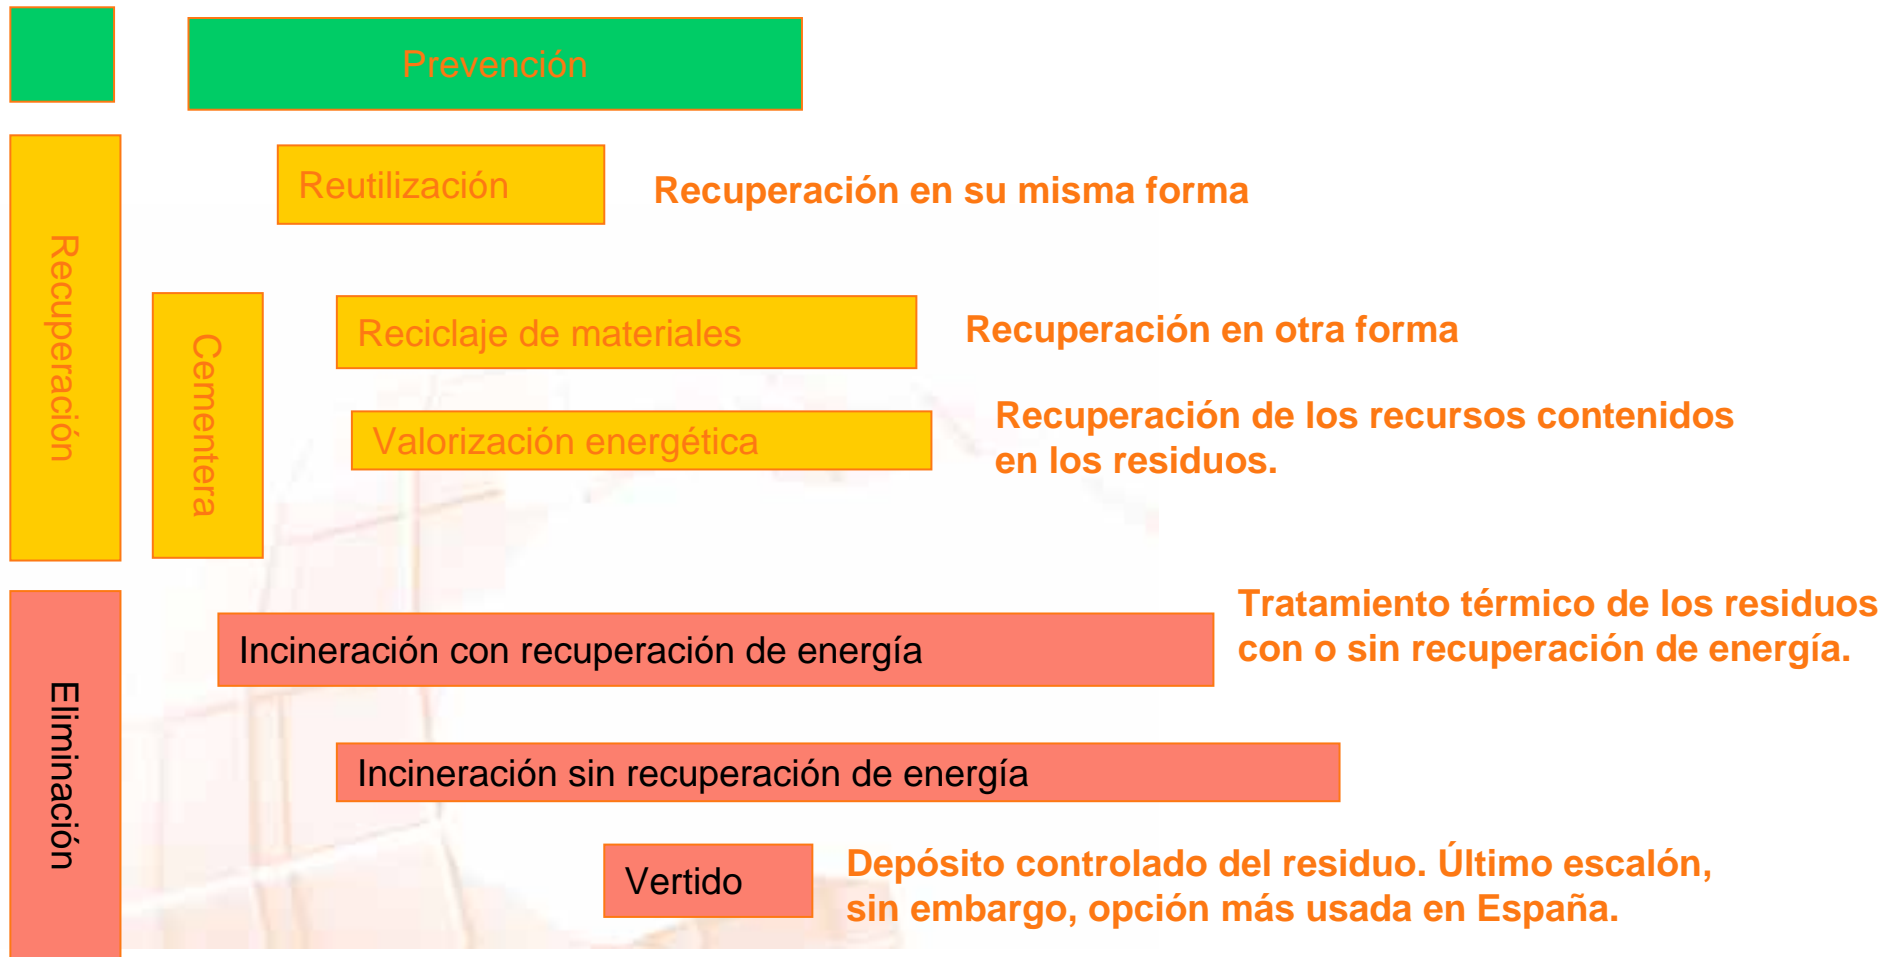 Prevención
Recuperación
Reutilización
Recuperación en su misma forma
Cementera
Reciclaje de materiales
Recuperación en otra forma
Valorización energética
Recuperación de los recursos contenidos
en los residuos.
Eliminación
Incineración con recuperación de energía
Tratamiento térmico de los residuos
con o sin recuperación de energía.
Incineración sin recuperación de energía
Vertido
Depósito controlado del residuo. Último escalón,
sin embargo, opción más usada en España.